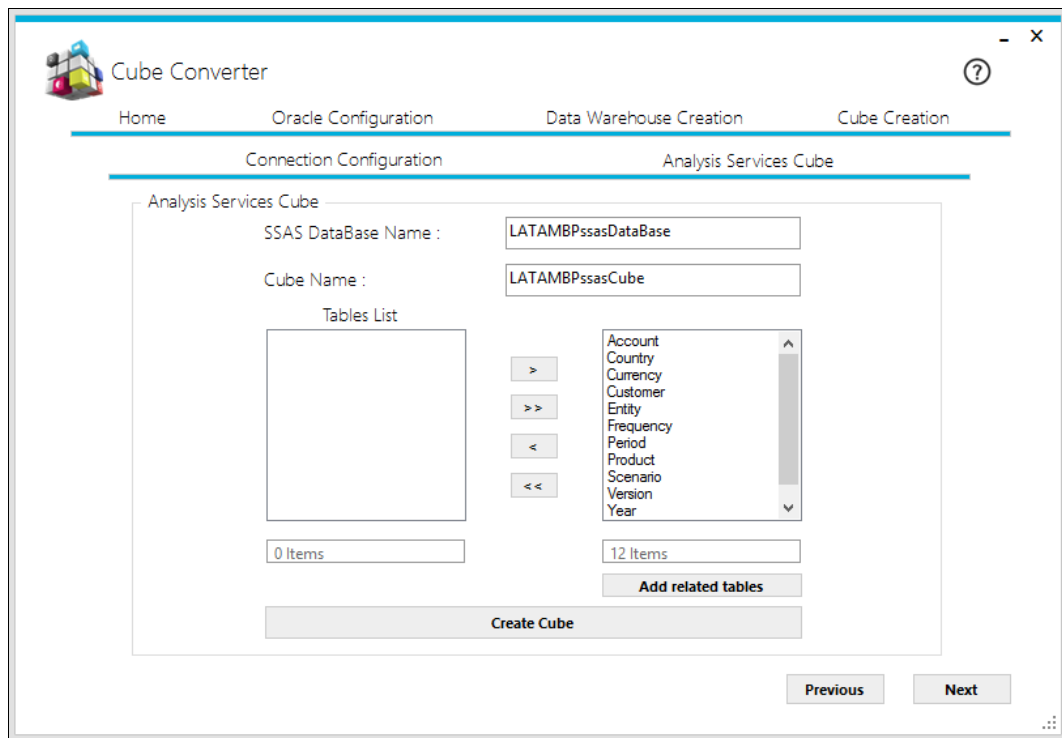 Cube Converter
?
Home Oracle Configuration Data Warehouse Creation Cube Creation
Connection Configuration Analysis Services Cube
Analysis Services Cube
SSAS DataBase Name : LATAMBPssasDataBase
Cube Name : LATAMBPssasCube
Tables List
Account
Country
>
Currency
Customer
>>
Entity
Frequency
<
Period
Product
<<
Scenario
Version
Year
0 Items 12 Items
Add related tables
Create Cube
Previous Next